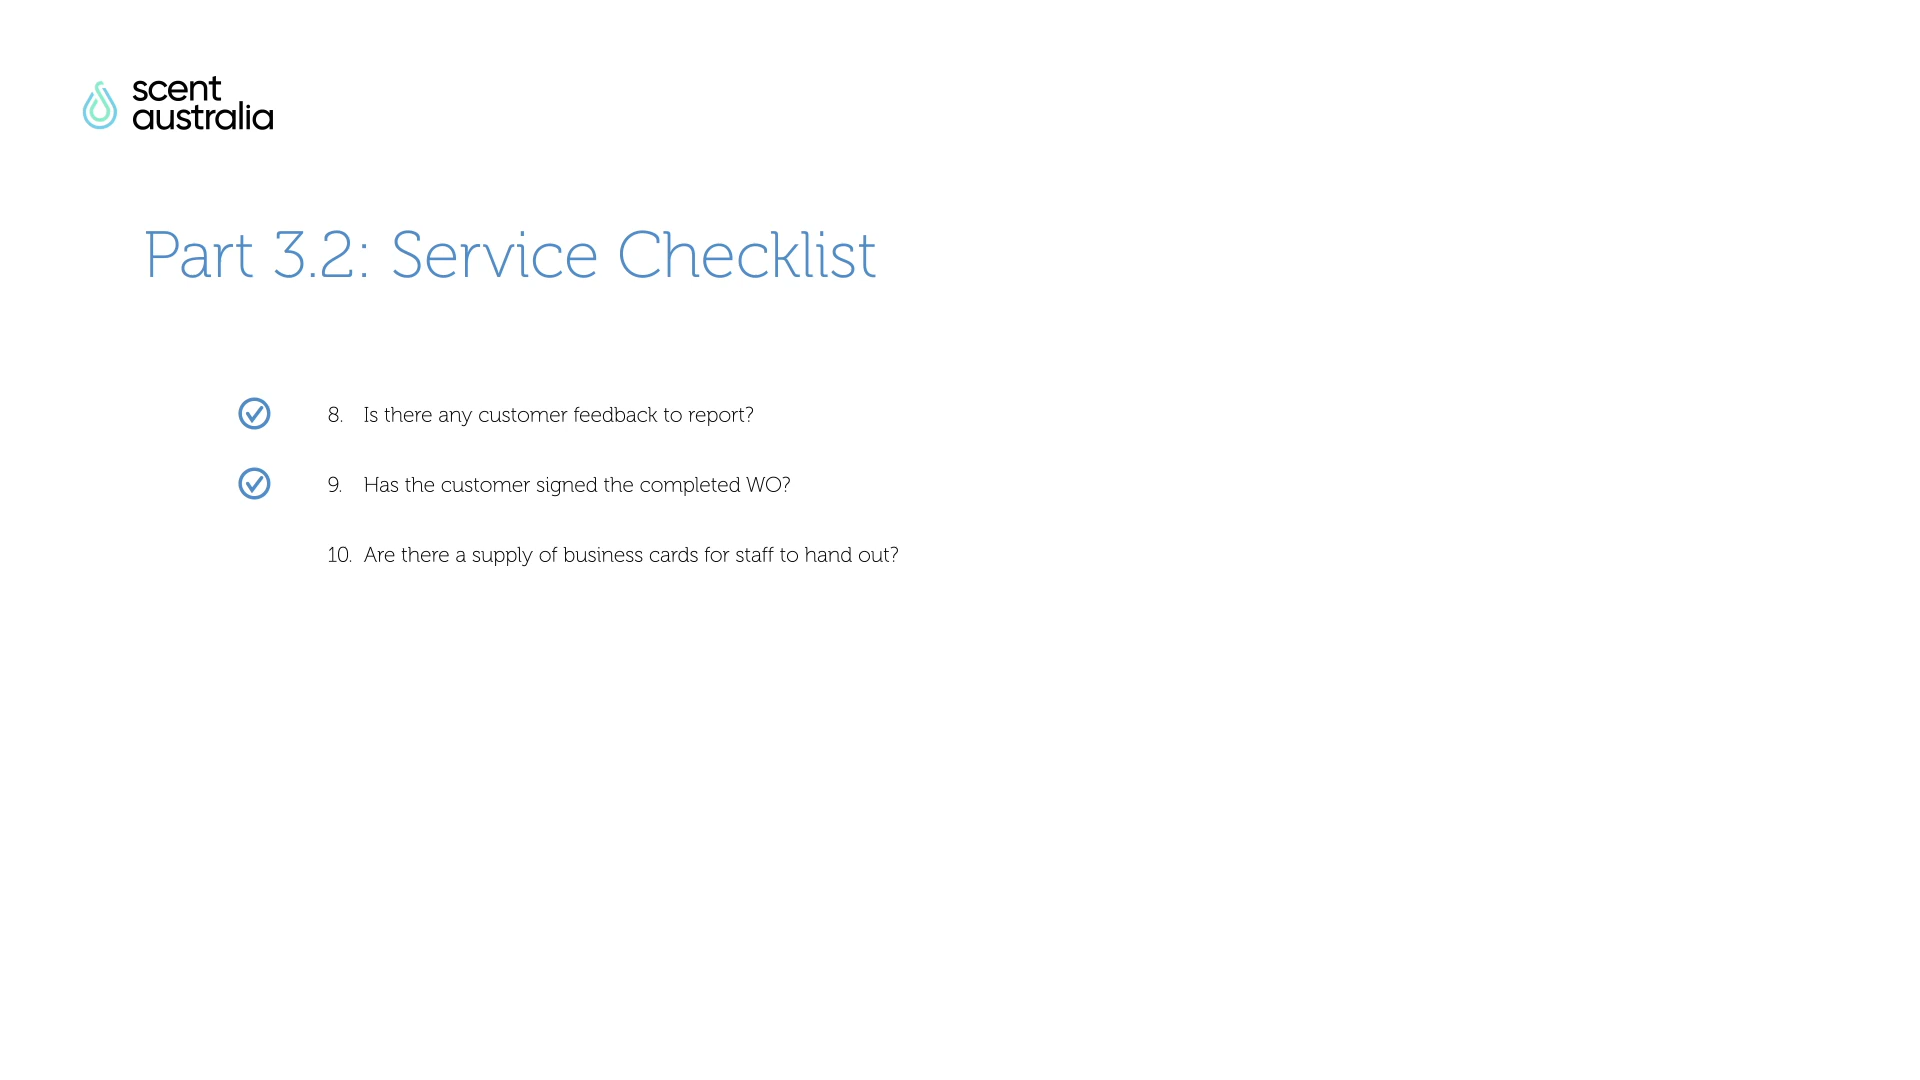 scent
australia
Part 3.2: Service Checklist
8. Is there any customer feedback to report?
9. Has the customer signed the completed WO?
10. Are there a supply of business cards for staff to hand out?